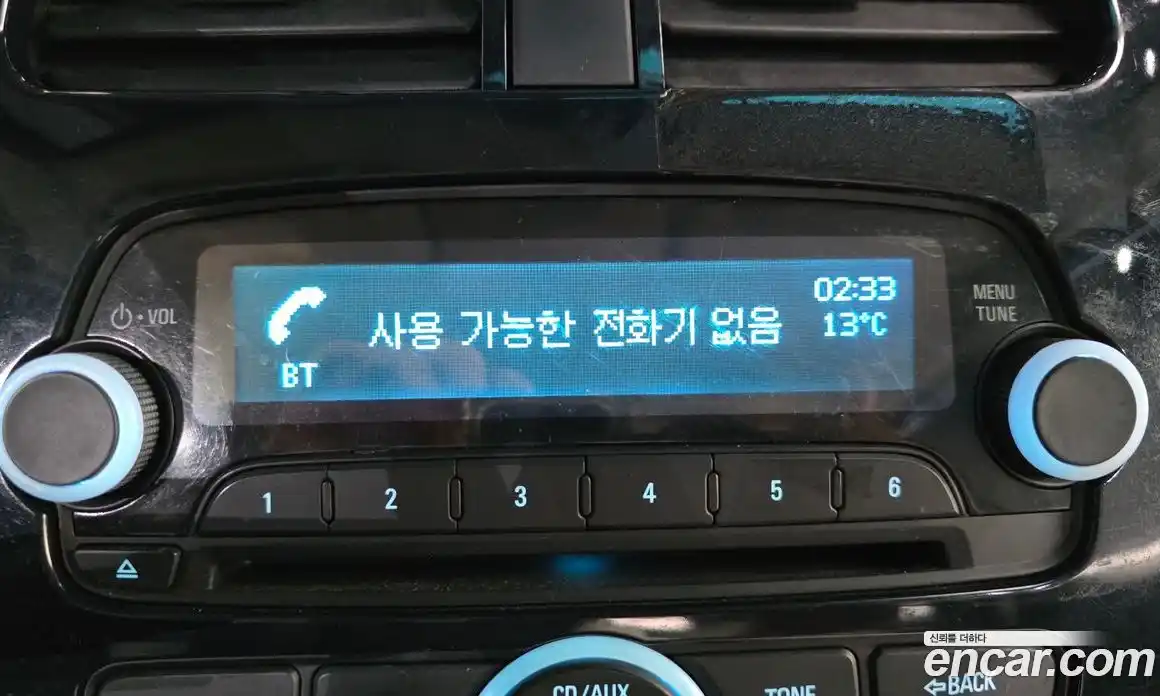 02:33
사용 가능한 전화기 없음
13°C
BT
VOL
MENU
TUNE
1 2 3 4 5 6
CD/AUX
TONE
BACK
신뢰를 더하다
encar.com